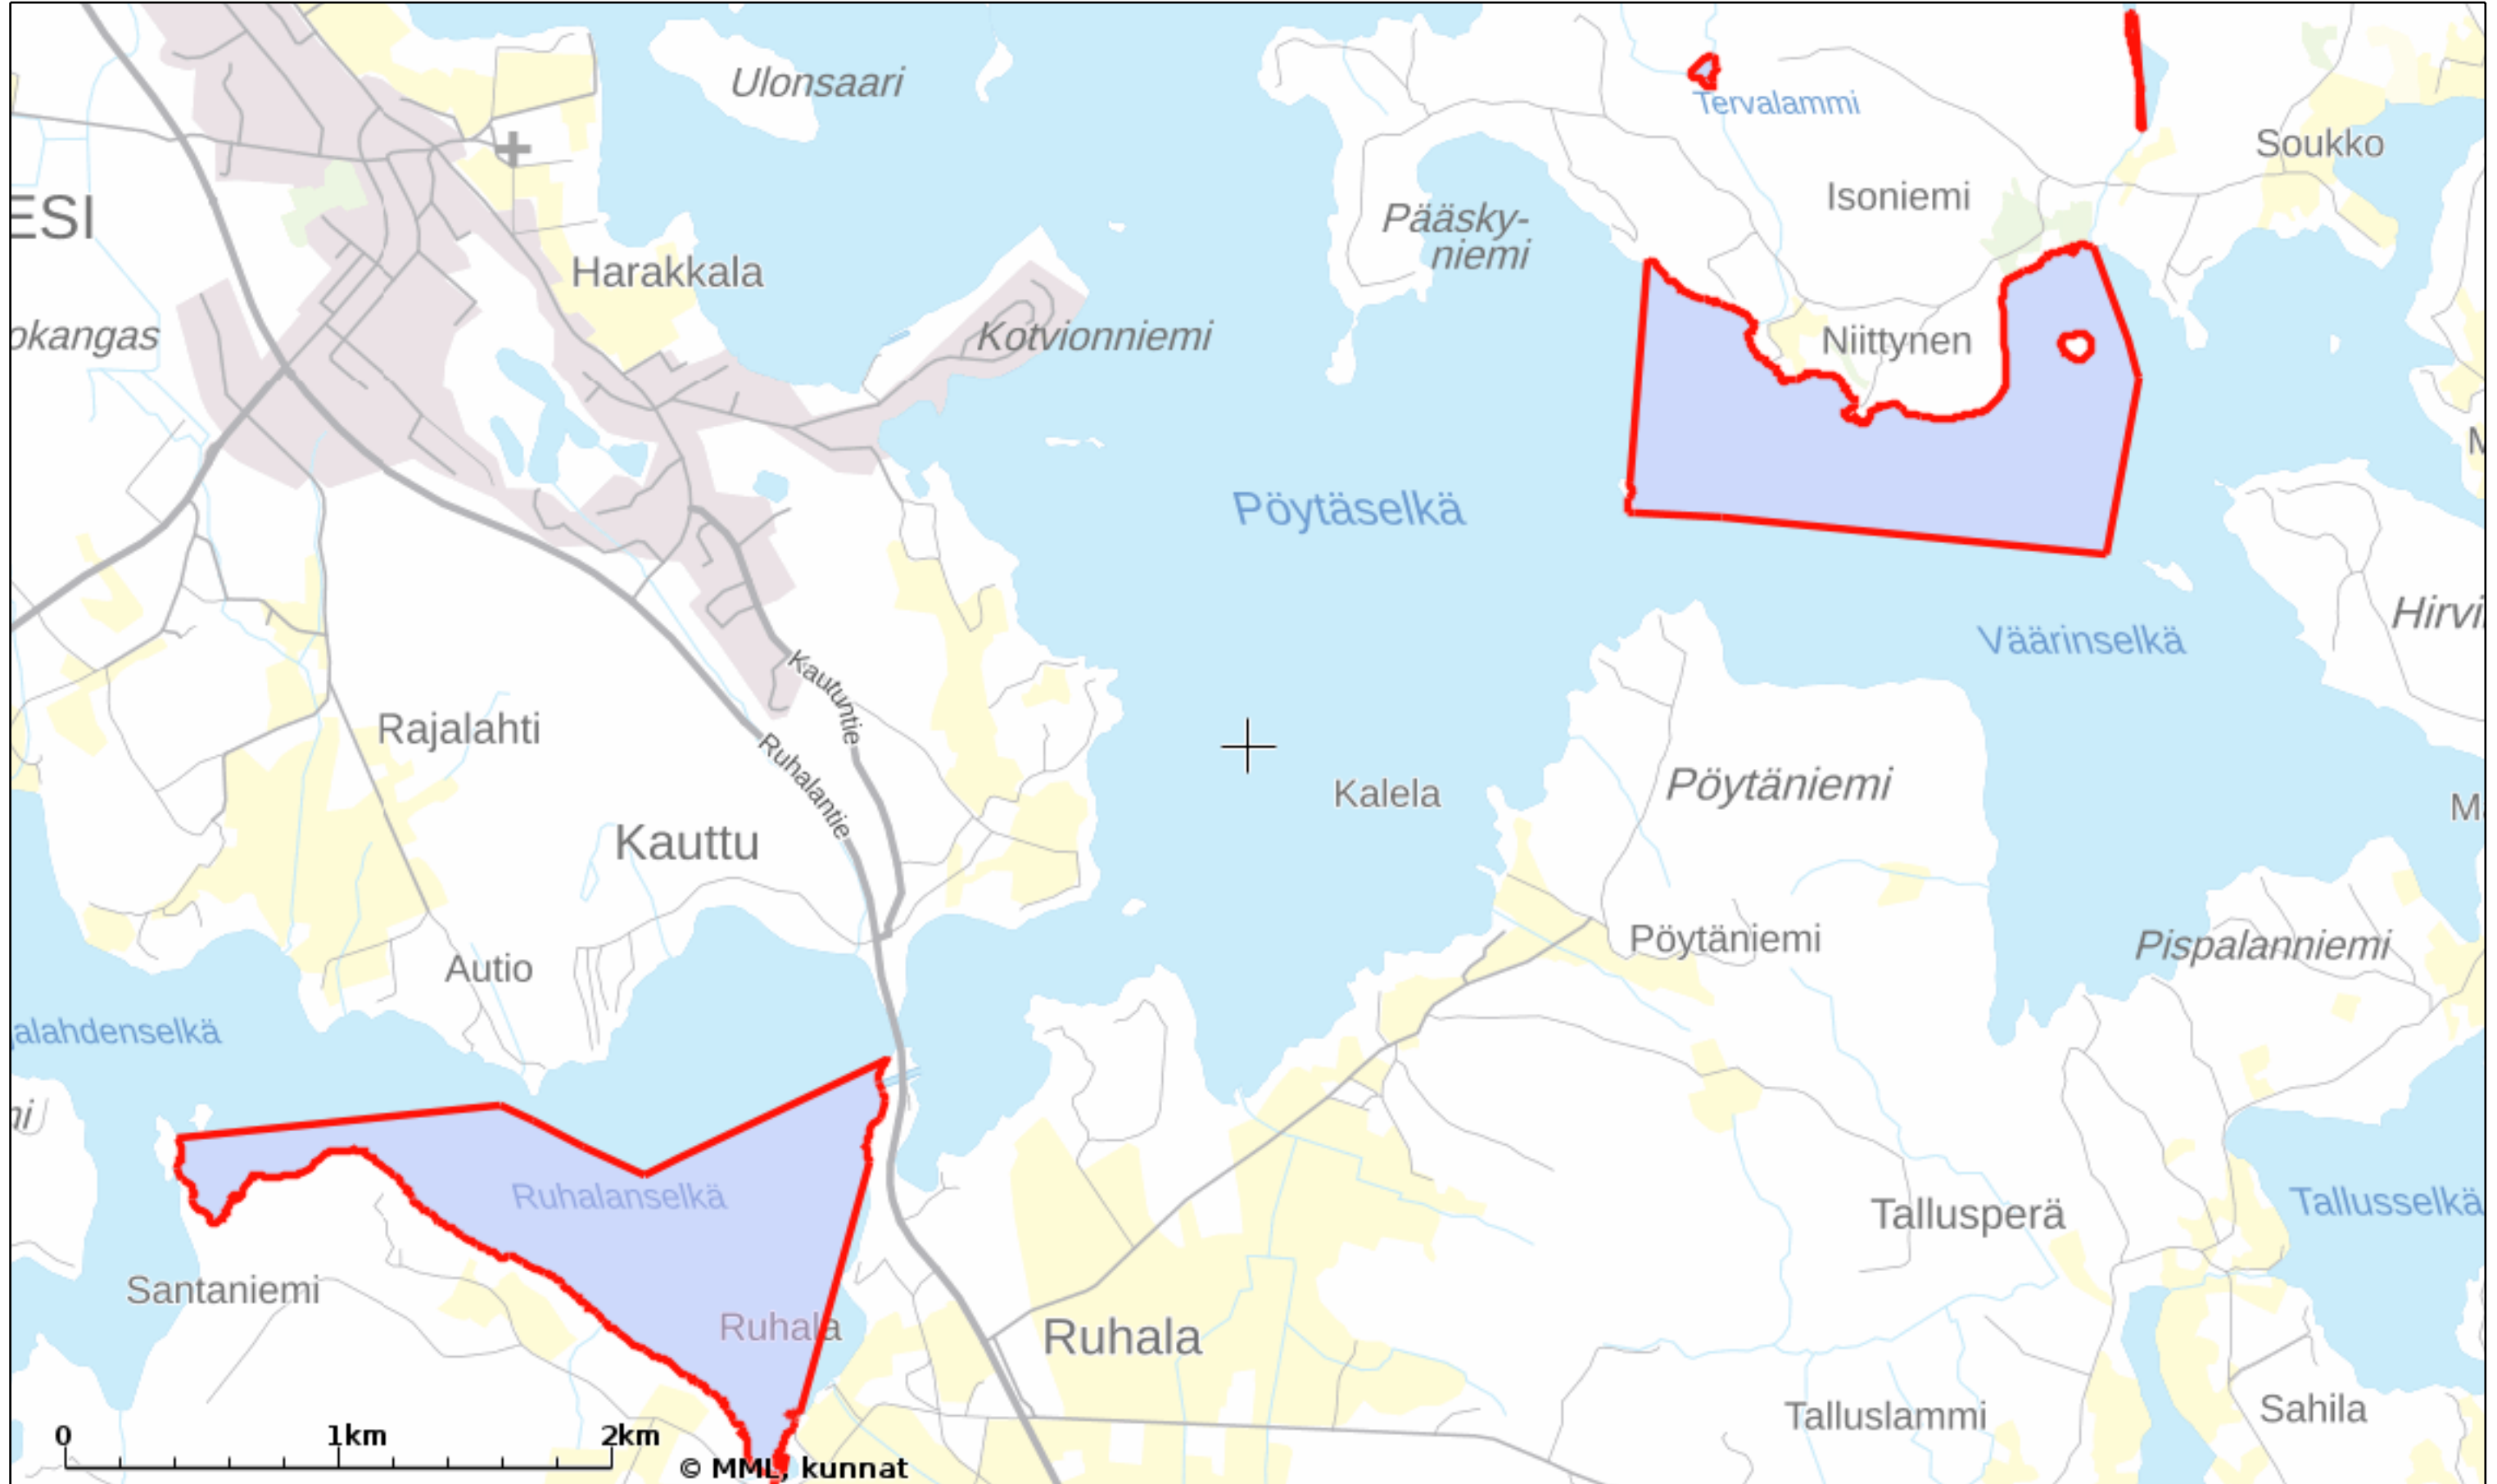 Ulonsaari
Tervalammi
Soukko
Isoniemi
ESI
Pääsky-
niemi
Harakkala
okangas
Kotvionniemi
Niittynen
Pöytäselkä
Hirvi
Väärinselkä
Kautuntie
Rajalahti
Ruhalantie
Kalela
Pöytäniemi
Kauttu
Pöytäniemi
Pispalanniemi
Autio
alahdenselkä
Ruhalanselkä
Tallusselkä
Tallusperä
Santaniemi
Ruhala
Ruhala
Talluslammi
Sahila
0 1km 2km
© MML, kunnat